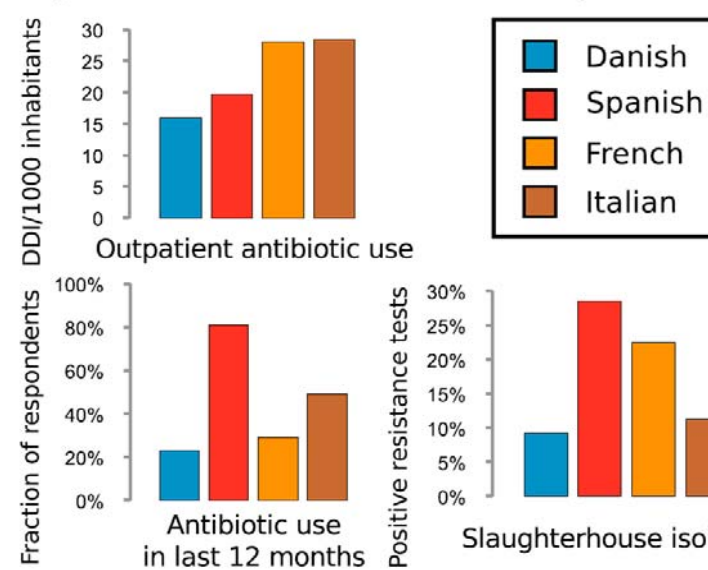 DDI/1000 inhabitants
30
25
20
15
10
5
0
Outpatient antibiotic use
Danish
Spanish
French
Italian
Fraction of respondents
100%
80%
60%
40%
20%
0%
Antibiotic use
in last 12 months
Positive resistance tests
30%
25%
20%
15%
10%
5%
0%
Slaughterhouse iso